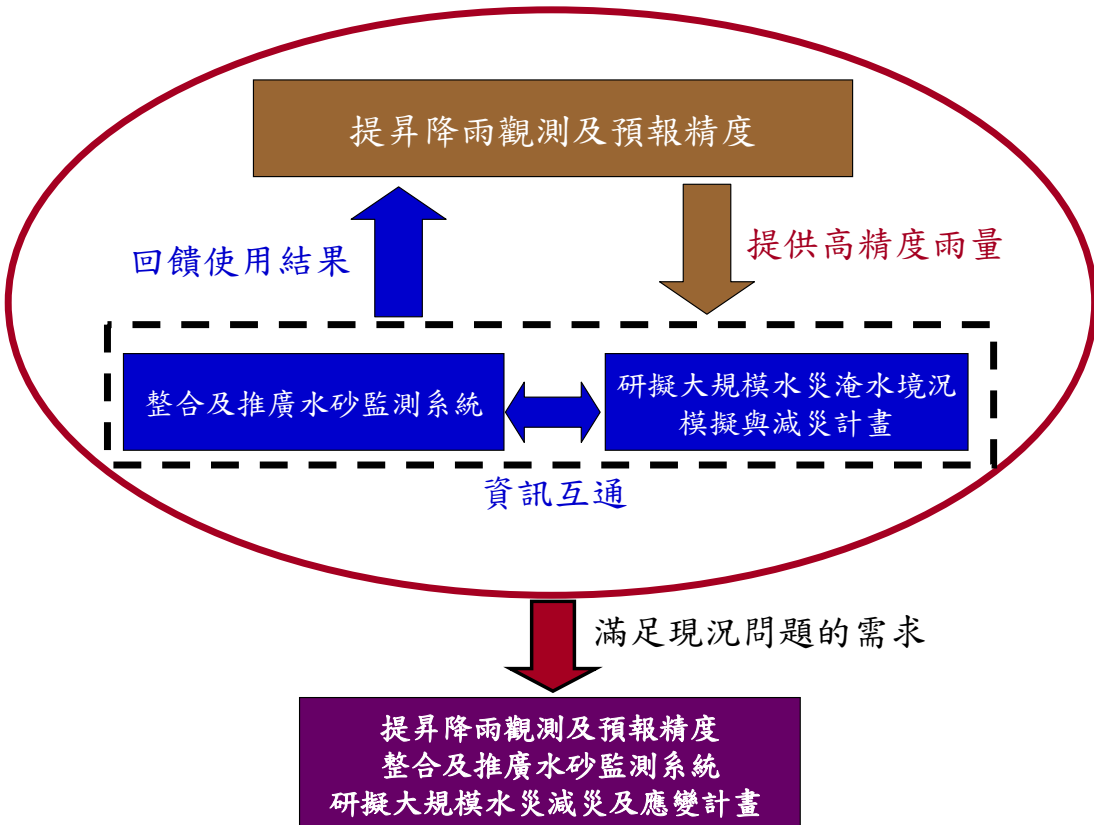 提昇降雨觀測及預報精度
回饋使用結果
提供高精度雨量
整合及推廣水砂監測系統
研擬大規模水災淹水境況
模擬與減災計畫
資訊互通
滿足現況問題的需求
提昇降雨觀測及預報精度
整合及推廣水砂監測系統
研擬大規模水災減災及應變計畫